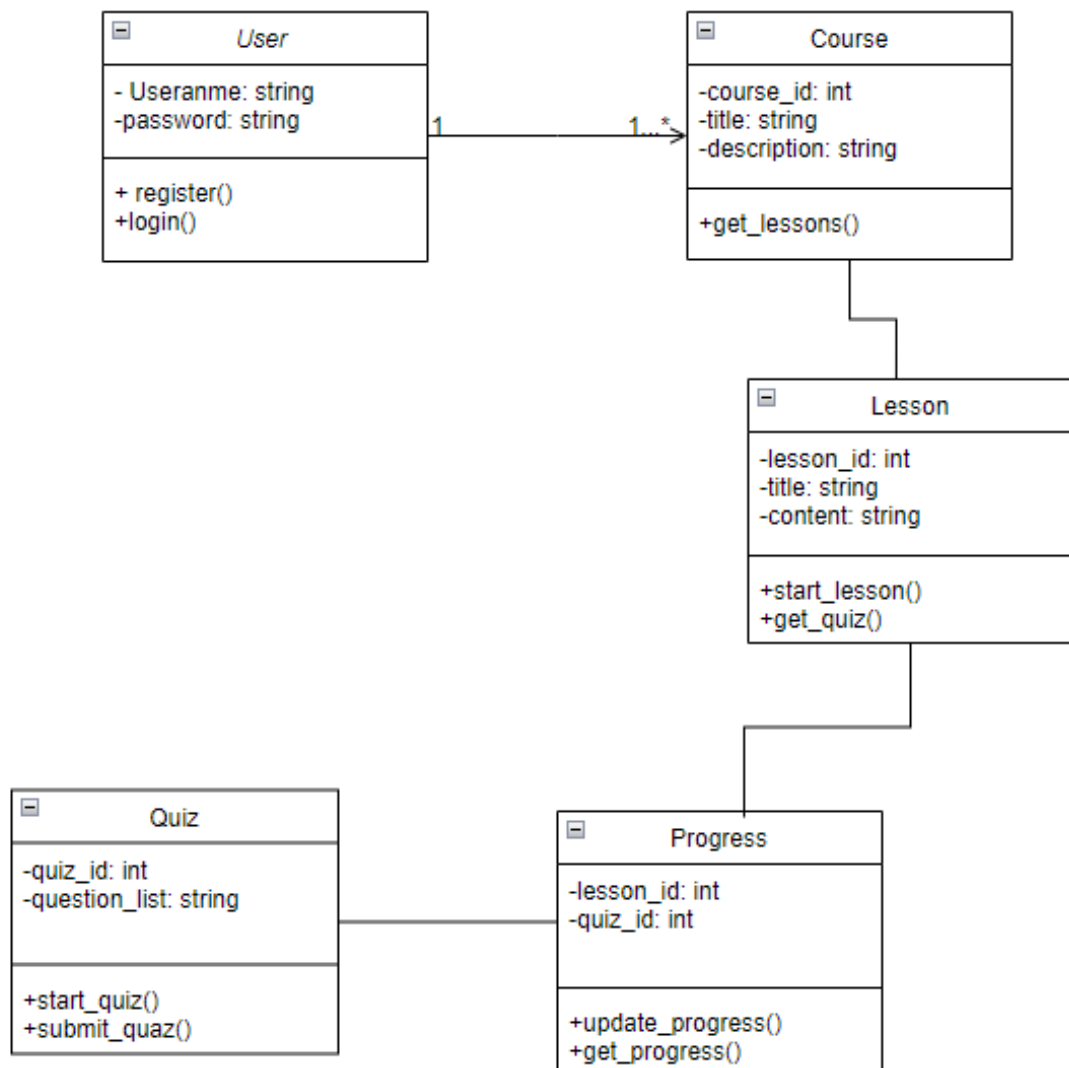 User
- Useranme: string
-password: string
+ register()
+login()
1
1...*
Course
-course_id: int
-title: string
-description: string
+get_lessons()
Lesson
-lesson_id: int
-title: string
-content: string
+start_lesson()
+get_quiz()
Quiz
-quiz_id: int
-question_list: string
+start_quiz()
+submit_quaz()
Progress
-lesson_id: int
-quiz_id: int
+update_progress()
+get_progress()